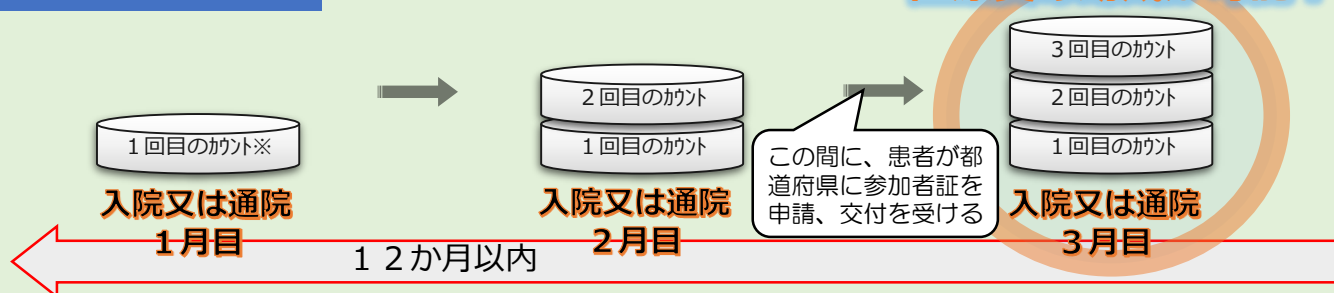 3回目のカウント
2回目のカウント
2回目のカウント
1回目のカウント※
1回目のカウント
1回目のカウント
この間に、患者が都
道府県に参加者証を
申請、交付を受ける
入院又は通院
1月目
入院又は通院
2月目
入院又は通院
3月目
12か月以内